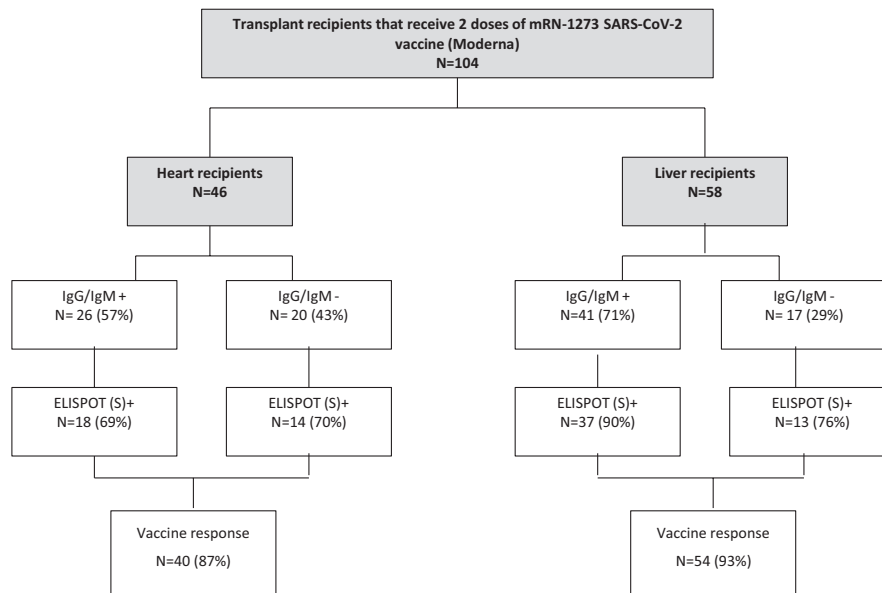 Transplant recipients that receive 2 doses of mRN-1273 SARS-CoV-2
vaccine (Moderna)
N=104
Heart recipients
N=46
Liver recipients
N=58
IgG/IgM +
N= 26 (57%)
IgG/IgM -
N= 20 (43%)
IgG/IgM +
N=41 (71%)
IgG/IgM -
N= 17 (29%)
ELISPOT (S)+
N=18 (69%)
ELISPOT (S)+
N=14 (70%)
ELISPOT (S)+
N=37 (90%)
ELISPOT (S)+
N=13 (76%)
Vaccine response
N=40 (87%)
Vaccine response
N=54 (93%)